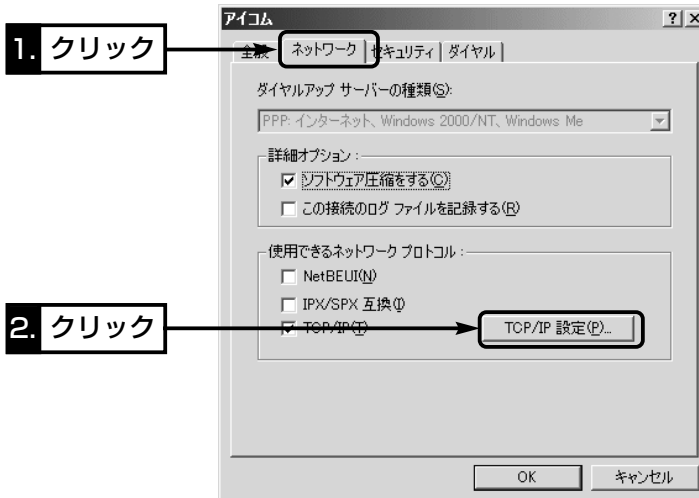 アイコム
1. クリック
全般 ネットワーク セキュリティ ダイヤル
ダイヤルアップ サーバーの種類(S):
PPP: インターネット、Windows 2000/NT、Windows Me
詳細オプション :
ソフトウェア圧縮をする(C)
この接続のログ ファイルを記録する(R)
使用できるネットワーク プロトコル :
NetBEUI(N)
IPX/SPX 互換(I)
2. クリック
TCP/IP(T) TCP/IP 設定(P)...
OK キャンセル